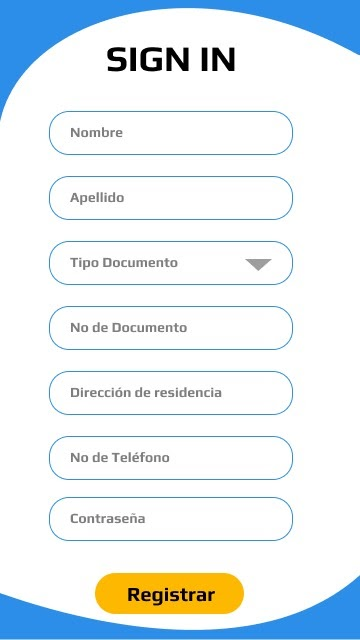 SIGN IN
Nombre
Apellido
Tipo Documento
No de Documento
Dirección de residencia
No de Teléfono
Contraseña
Registrar